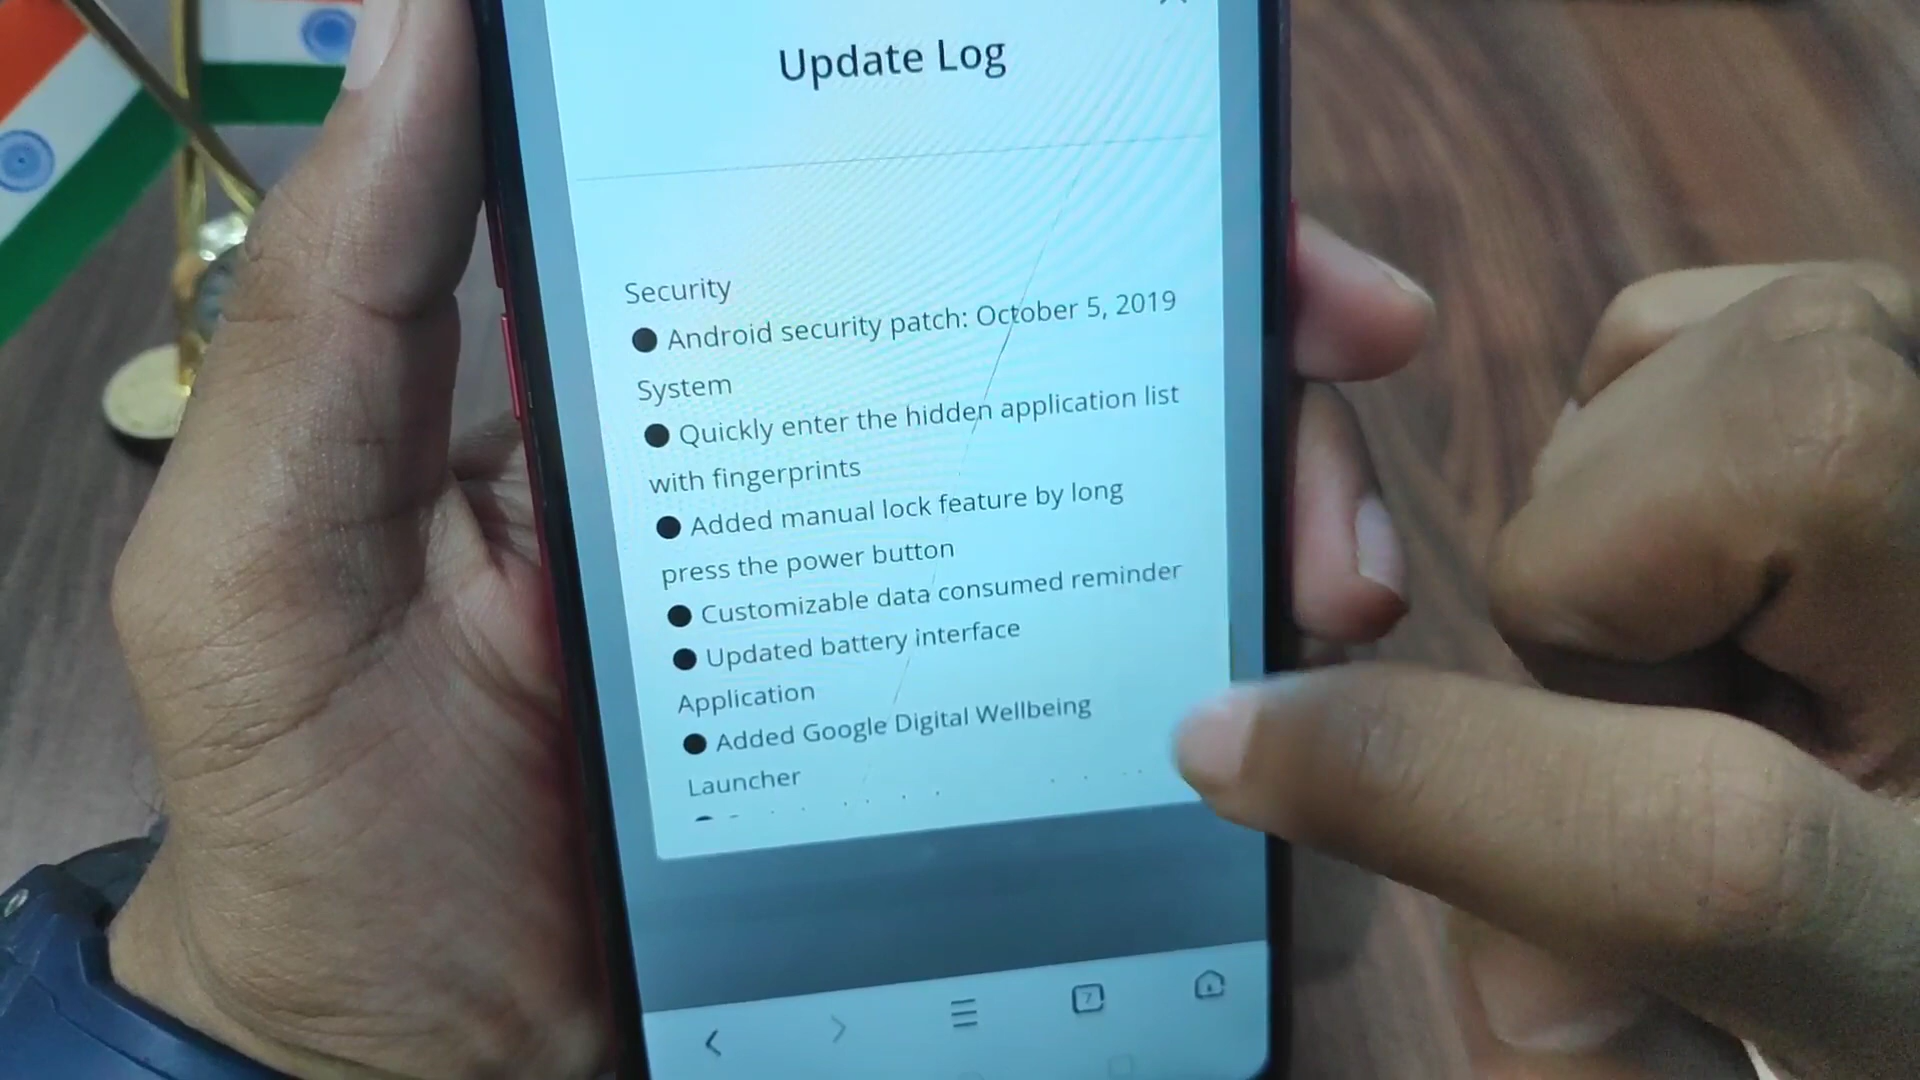 Update Log
Security
● Android security patch: October 5, 2019
System
● Quickly enter the hidden application list
with fingerprints
● Added manual lock feature by long
press the power button
● Customizable data consumed reminder
● Updated battery interface
Application
● Added Google Digital Wellbeing
Launcher
7